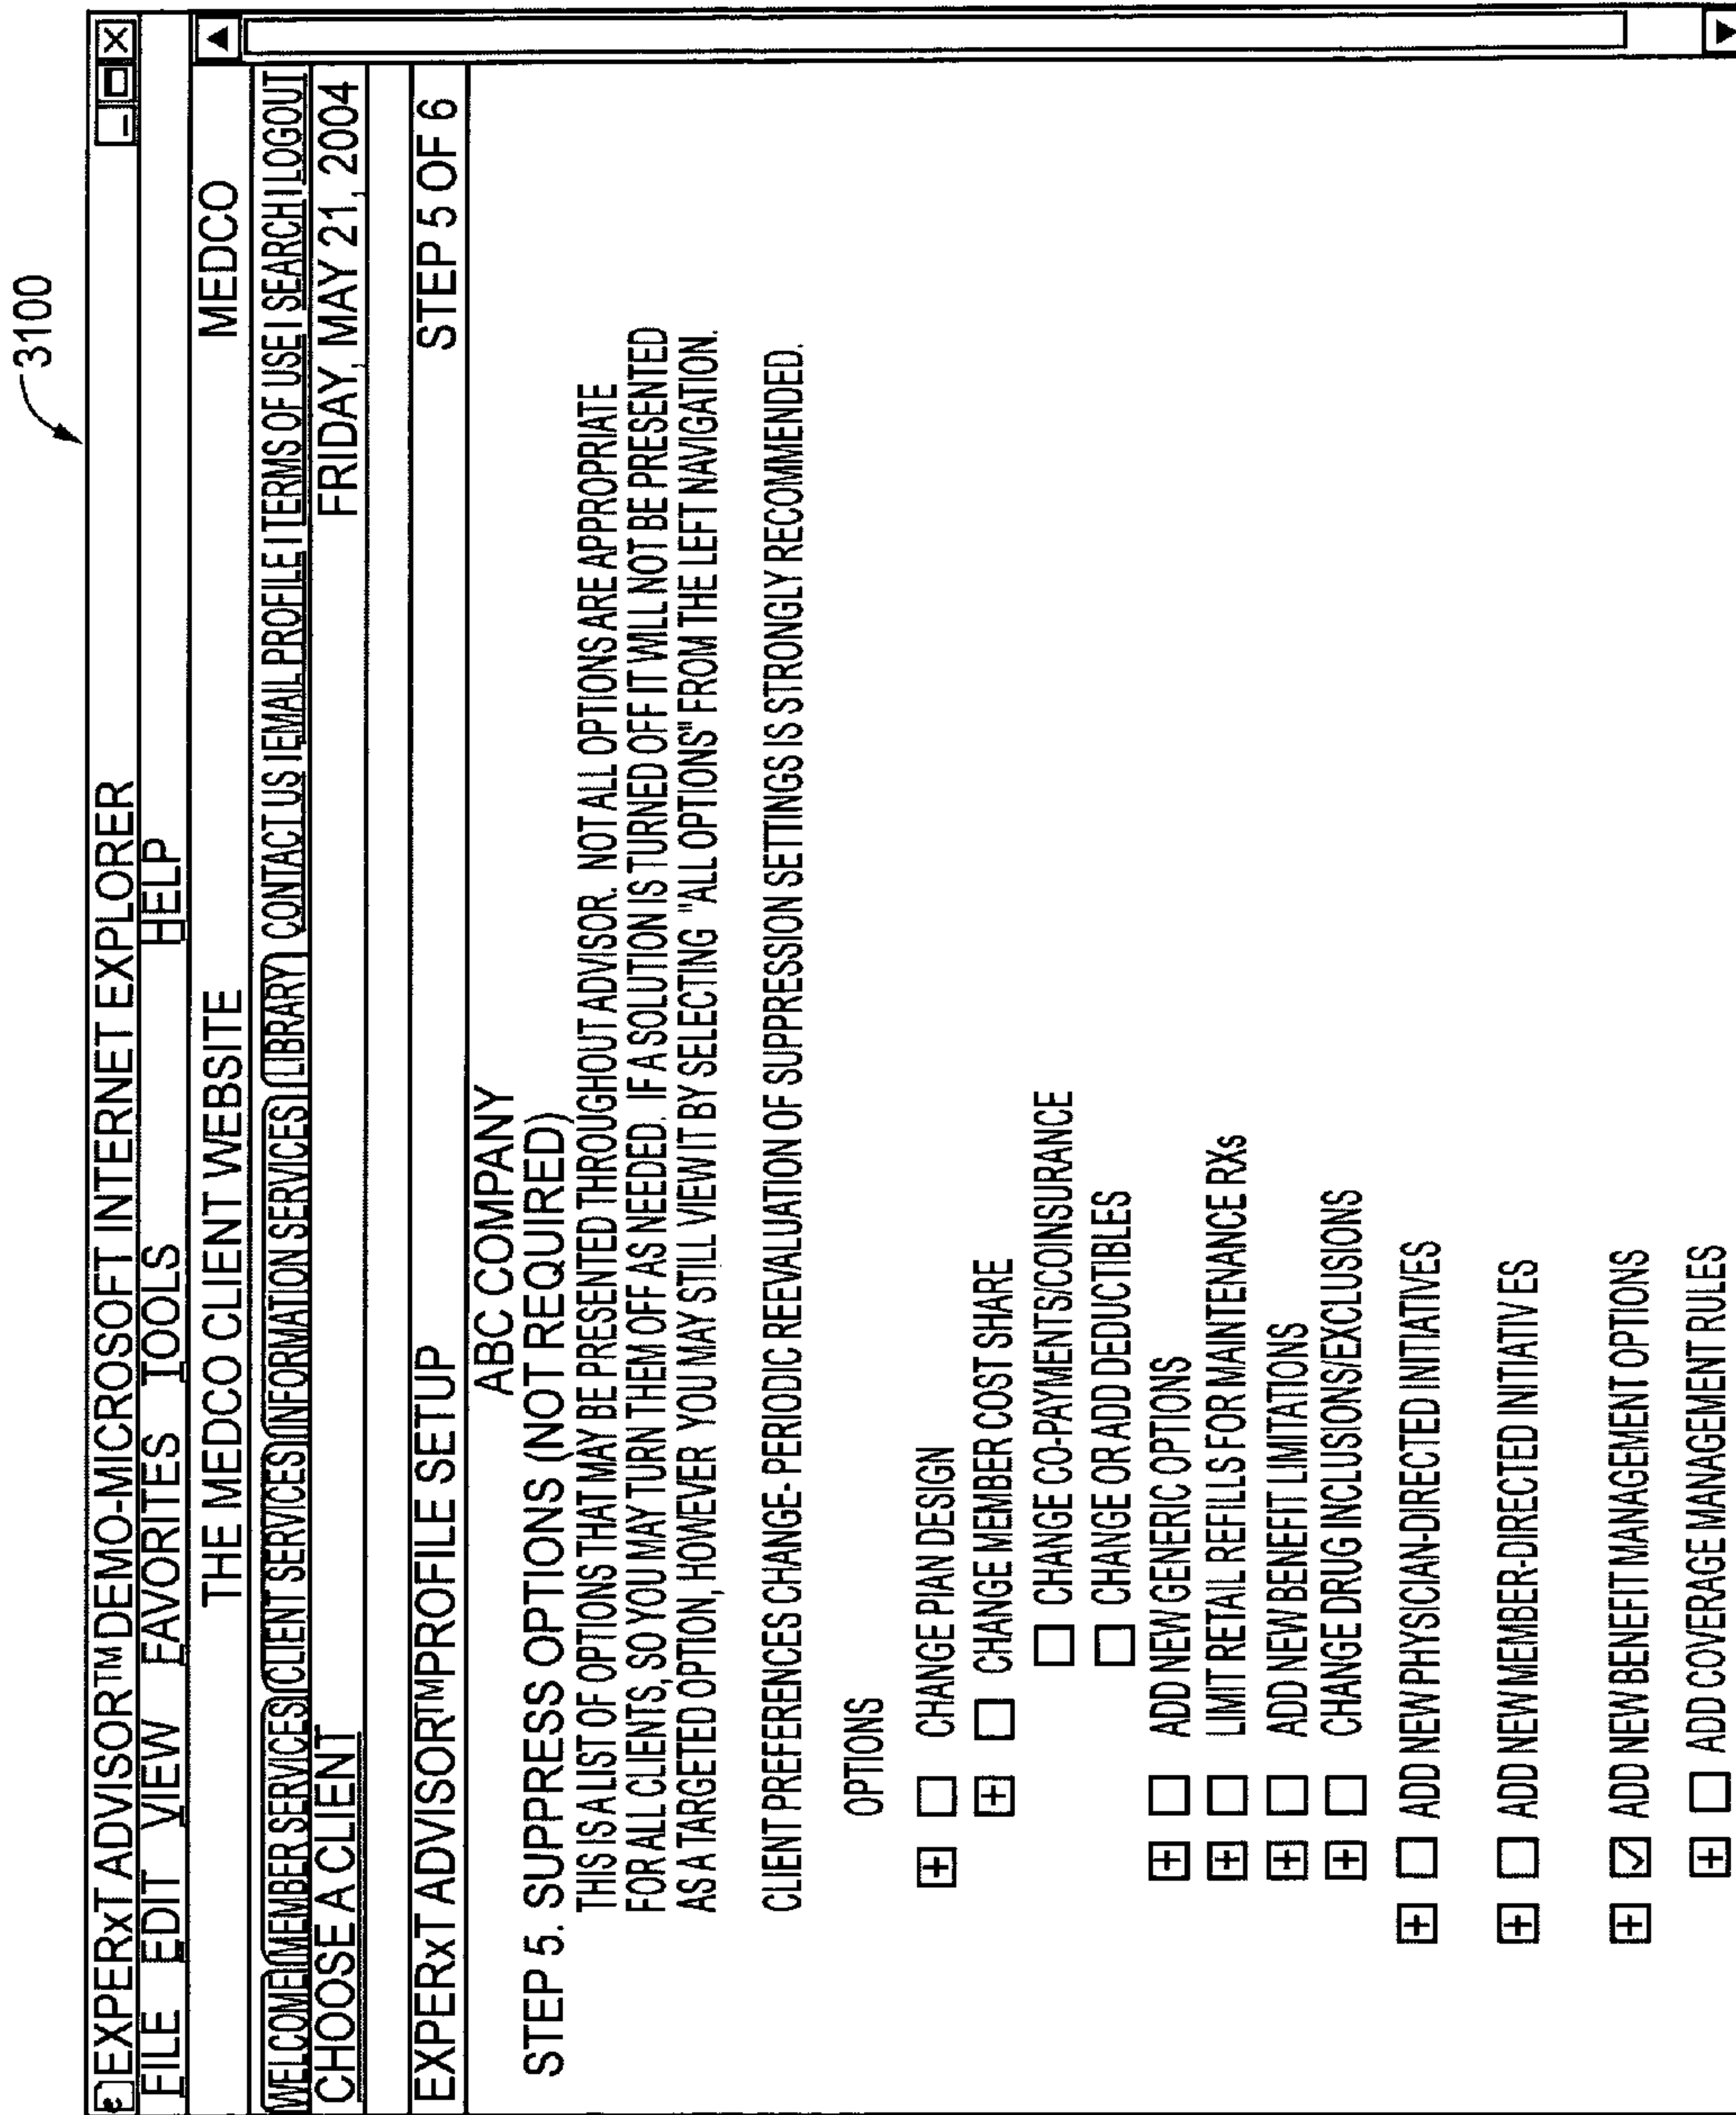 3100
EXPERxT ADVISOR™ DEMO-MICROSOFT INTERNET EXPLORER
FILE EDIT VIEW FAVORITES TOOLS HELP
THE MEDCO CLIENT WEBSITE MEDCO
WELCOME MEMBER SERVICES CLIENT SERVICES INFORMATION SERVICES LIBRARY CONTACT US | EMAIL PROFILE | TERMS OF USE | SEARCH | LOGOUT
CHOOSE A CLIENT FRIDAY, MAY 21, 2004
EXPERxT ADVISOR™ PROFILE SETUP STEP 5 OF 6
ABC COMPANY
STEP 5. SUPPRESS OPTIONS (NOT REQUIRED)
THIS IS A LIST OF OPTIONS THAT MAY BE PRESENTED THROUGHOUT ADVISOR. NOT ALL OPTIONS ARE APPROPRIATE
FOR ALL CLIENTS, SO YOU MAY TURN THEM OFF AS NEEDED. IF A SOLUTION IS TURNED OFF IT WILL NOT BE PRESENTED
AS A TARGETED OPTION, HOWEVER YOU MAY STILL VIEW IT BY SELECTING "ALL OPTIONS" FROM THE LEFT NAVIGATION.
CLIENT PREFERENCES CHANGE- PERIODIC REEVALUATION OF SUPPRESSION SETTINGS IS STRONGLY RECOMMENDED.
OPTIONS
CHANGE PIAN DESIGN
CHANGE MEMBER COST SHARE
CHANGE CO-PAYMENTS/COINSURANCE
CHANGE OR ADD DEDUCTIBLES
ADD NEW GENERIC OPTIONS
LIMIT RETAIL REFILLS FOR MAINTENANCE RXs
ADD NEW BENEFIT LIMITATIONS
CHANGE DRUG INCLUSIONS/EXCLUSIONS
ADD NEW PHYSICIAN-DIRECTED INITIATIVES
ADD NEW MEMBER-DIRECTED INITIATIV ES
ADD NEW BENEFIT MANAGEMENT OPTIONS
ADD COVERAGE MANAGEMENT RULES